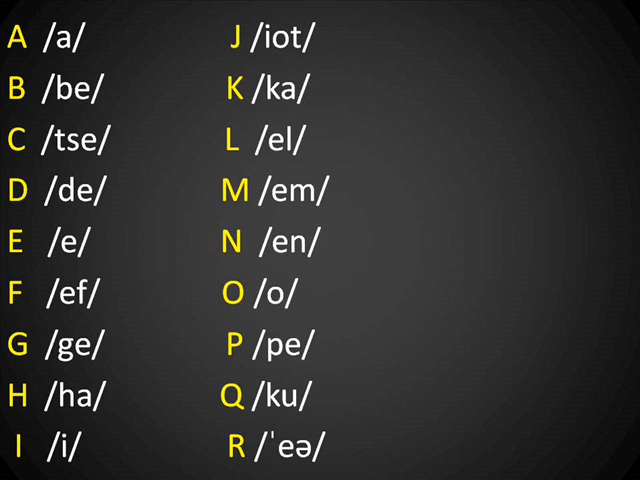 A /a/
B /be/
C /tse/
D /de/
E /e/
F /ef/
G /ge/
H /ha/
I /i/
J /iot/
K /ka/
L /el/
M /em/
N /en/
O /o/
P /pe/
Q /ku/
R /ˈeə/